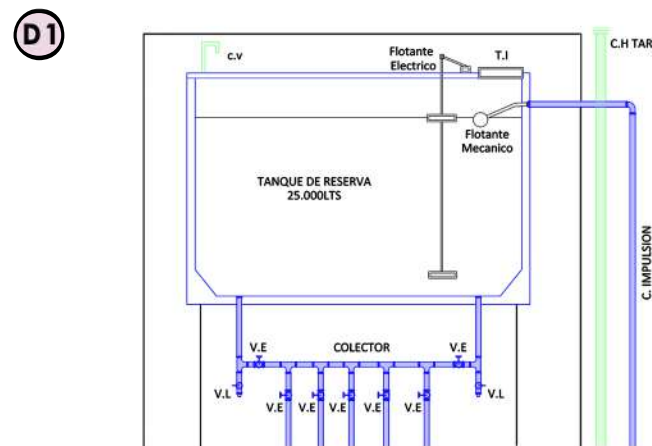 D1
C.V
Flotante
Electrico
T.I
C.H TAR
Flotante
Mecanico
TANQUE DE RESERVA
25.000LTS
C. IMPULSION
V.E
COLECTOR
V.E
V.L
V.E
V.E
V.E
V.E
V.E
V.L